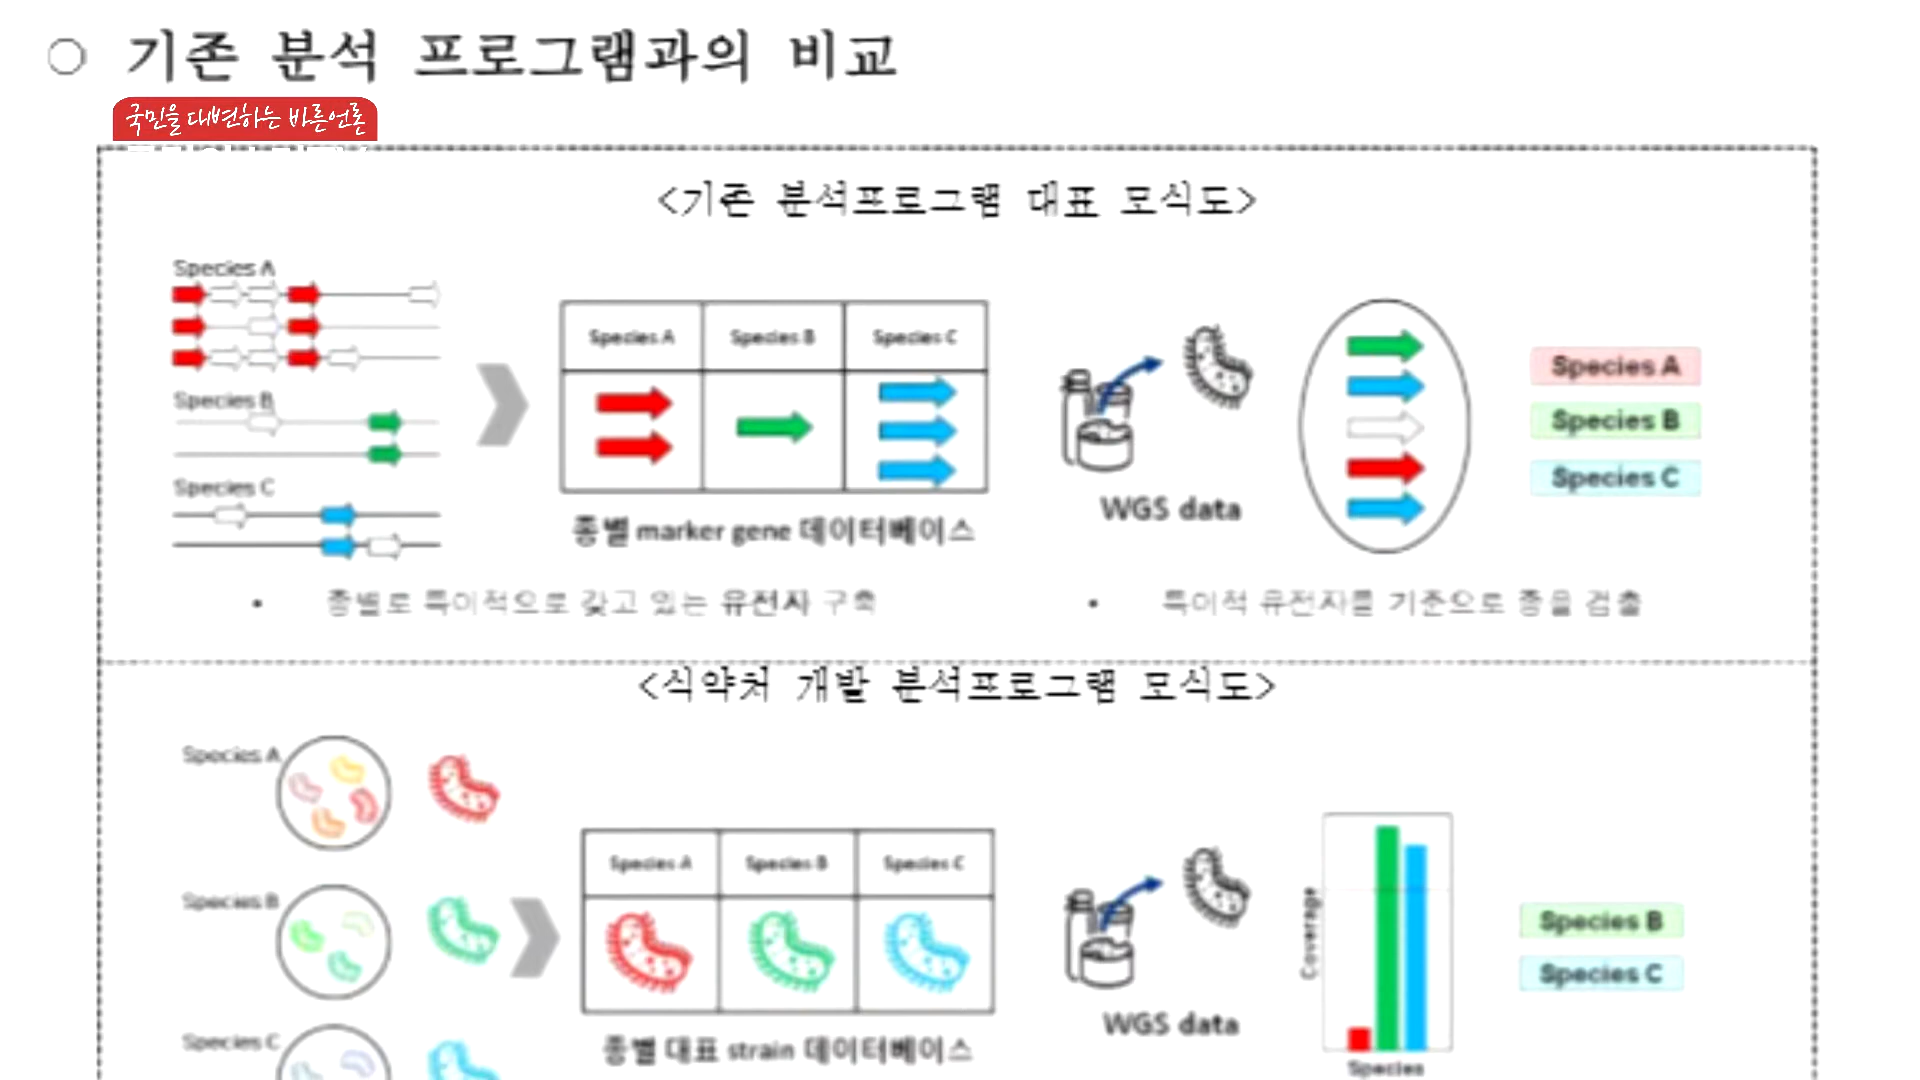 ○ 기존 분석 프로그램과의 비교
국민을 대변하는 바른언론
<기존 분석프로그램 대표 모식도>
Species A
Species B
Species C
Species A
Species B
Species C
종별 marker gene 데이터베이스
WGS data
Species A
Species B
Species C
• 종별로 특이적으로 갖고 있는 유전자 구축
• 특이적 유전자를 기준으로 종을 검출
<식약처 개발 분석프로그램 모식도>
Species A
Species B
Species C
Species A
Species B
Species C
종별 대표 strain 데이터베이스
WGS data
Coverage
Species
Species B
Species C